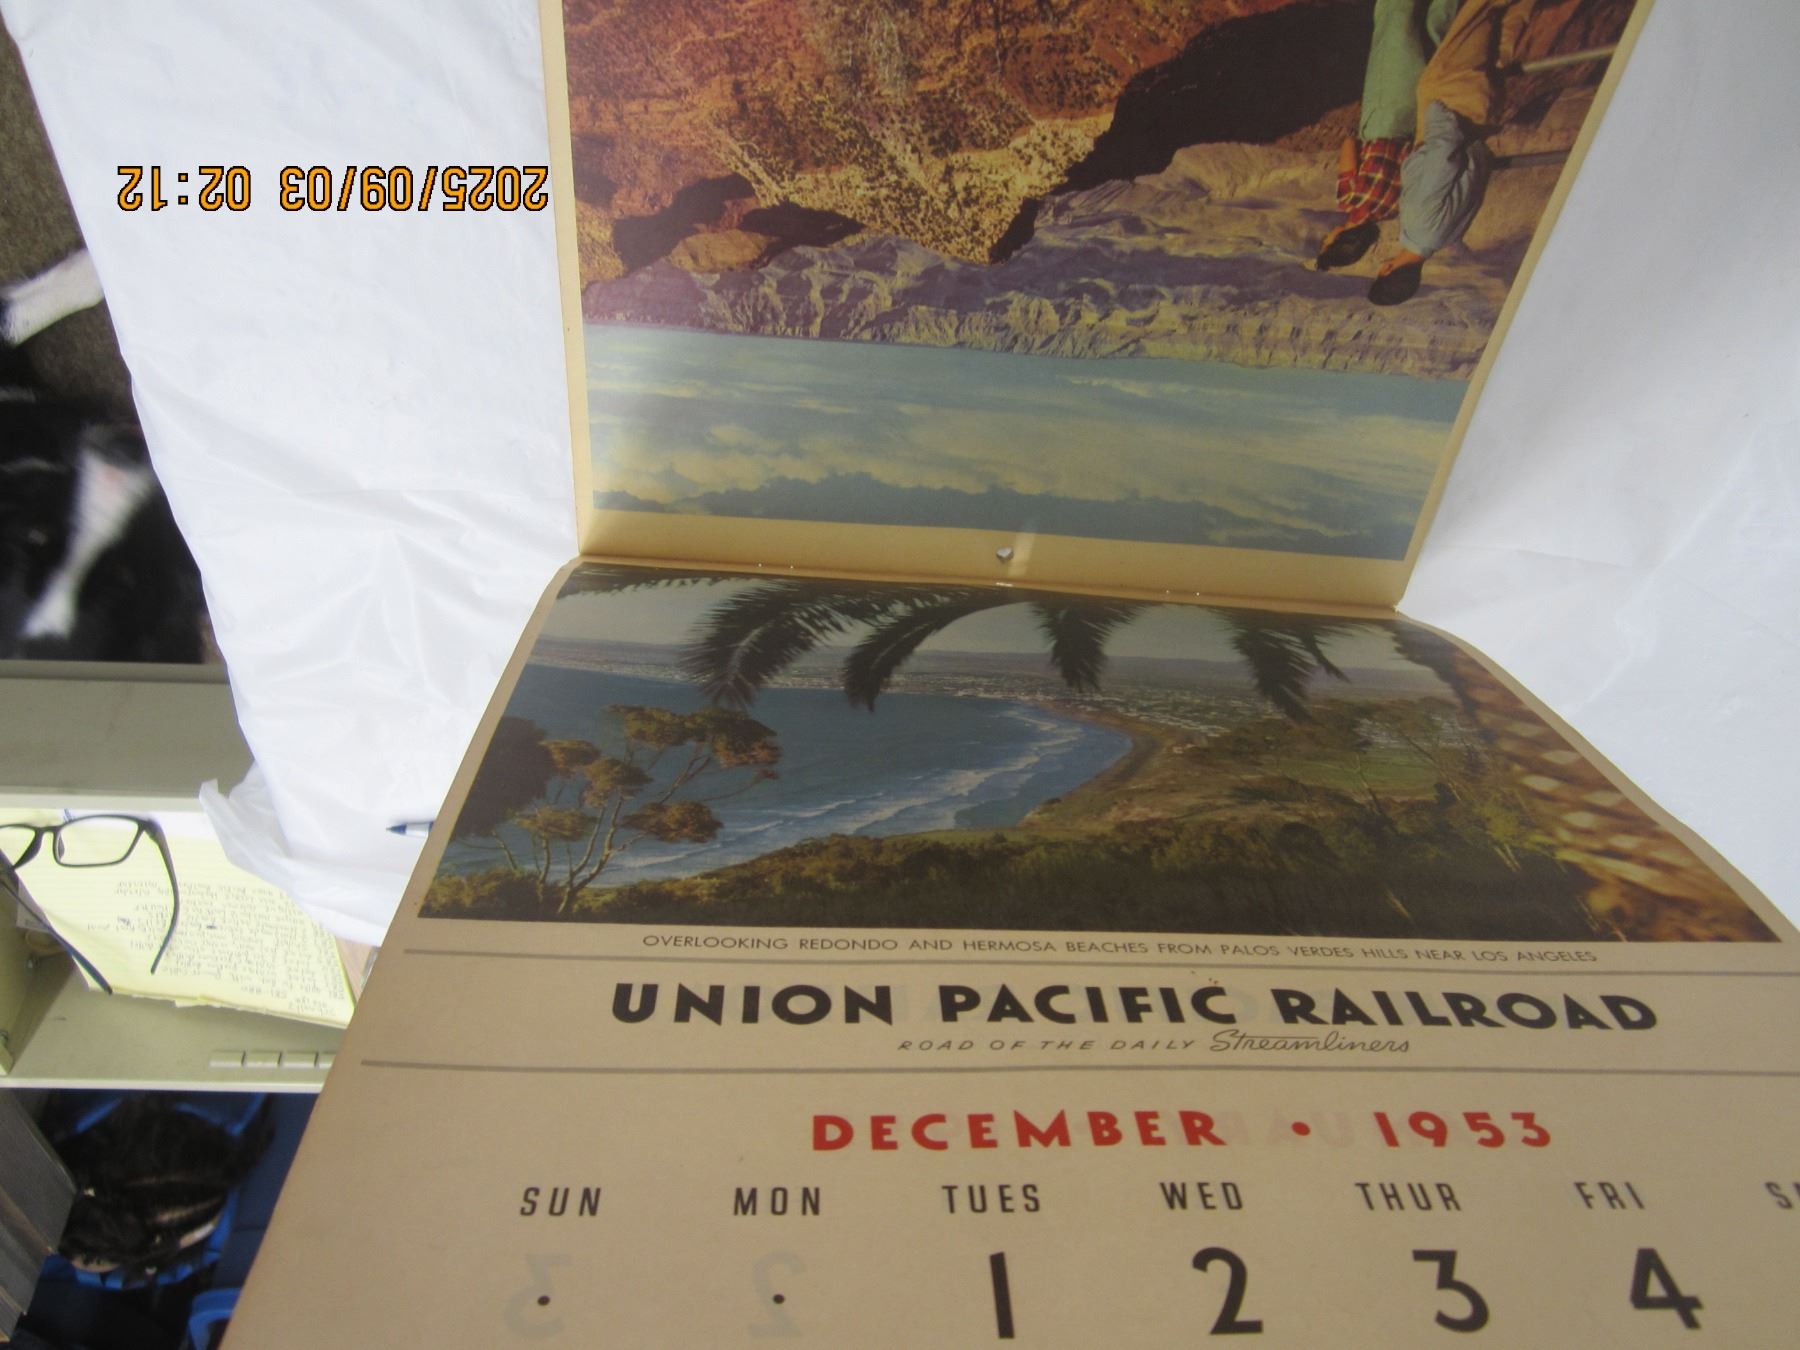 2025/09/03 02:12
OVERLOOKING REDONDO AND HERMOSA BEACHES FROM PALOS VERDES HILLS NEAR LOS ANGELES
UNION PACIFIC RAILROAD
ROAD OF THE DAILY Streamliners
DECEMBER • 1953
SUN MON TUES WED THUR FRI
• • 1 2 3 4